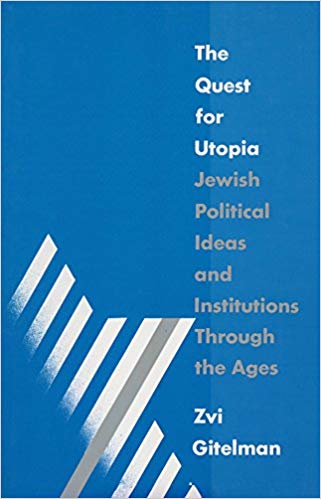 The
Quest
for
Utopia
Jewish
Political
Ideas
and
Institutions
Through
the Ages
Zvi
Gitelman